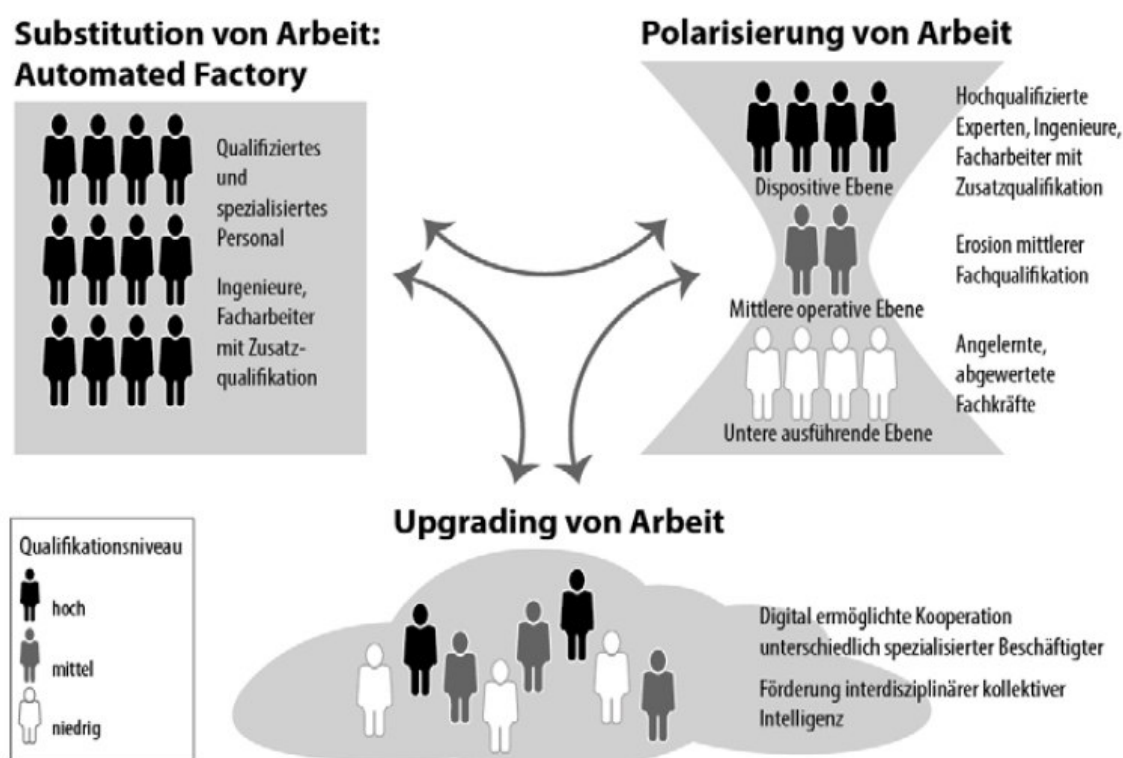 Substitution von Arbeit:
Automated Factory
Qualifiziertes
und
spezialisiertes
Personal
Ingenieure,
Facharbeiter
mit Zusatz-
qualifikation
Polarisierung von Arbeit
Dispositive Ebene
Hochqualifizierte
Experten, Ingenieure,
Facharbeiter mit
Zusatzqualifikation
Mittlere operative Ebene
Erosion mittlerer
Fachqualifikation
Untere ausführende Ebene
Angelernte,
abgewertete
Fachkräfte
Upgrading von Arbeit
Digital ermöglichte Kooperation
unterschiedlich spezialisierter Beschäftigter
Förderung interdisziplinärer kollektiver
Intelligenz
Qualifikationsniveau
hoch
mittel
niedrig